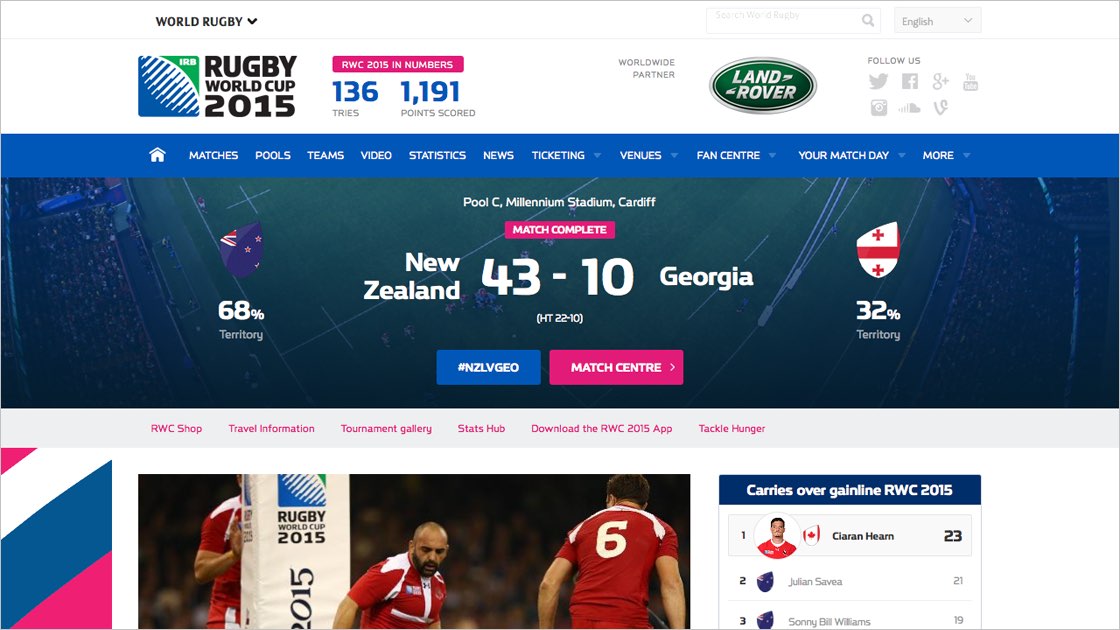 WORLD RUGBY
Search World Rugby
English
IRB
RUGBY
WORLD CUP
2015
RWC 2015 IN NUMBERS
136
1,191
TRIES
POINTS SCORED
WORLDWIDE
PARTNER
LAND-
-ROVER
FOLLOW US
You
Tube
MATCHES POOLS TEAMS VIDEO STATISTICS NEWS TICKETING VENUES FAN CENTRE YOUR MATCH DAY MORE
Pool C, Millennium Stadium, Cardiff
MATCH COMPLETE
New
Zealand
43 - 10
Georgia
(HT 22-10)
68%
Territory
32%
Territory
#NZLVGEO
MATCH CENTRE
RWC Shop Travel Information Tournament gallery Stats Hub Download the RWC 2015 App Tackle Hunger
RUGBY
WORLD CUP
2015
2015
6
Carries over gainline RWC 2015
1 Ciaran Hearn 23
2 Julian Savea 21
3 Sonny Bill Williams 19